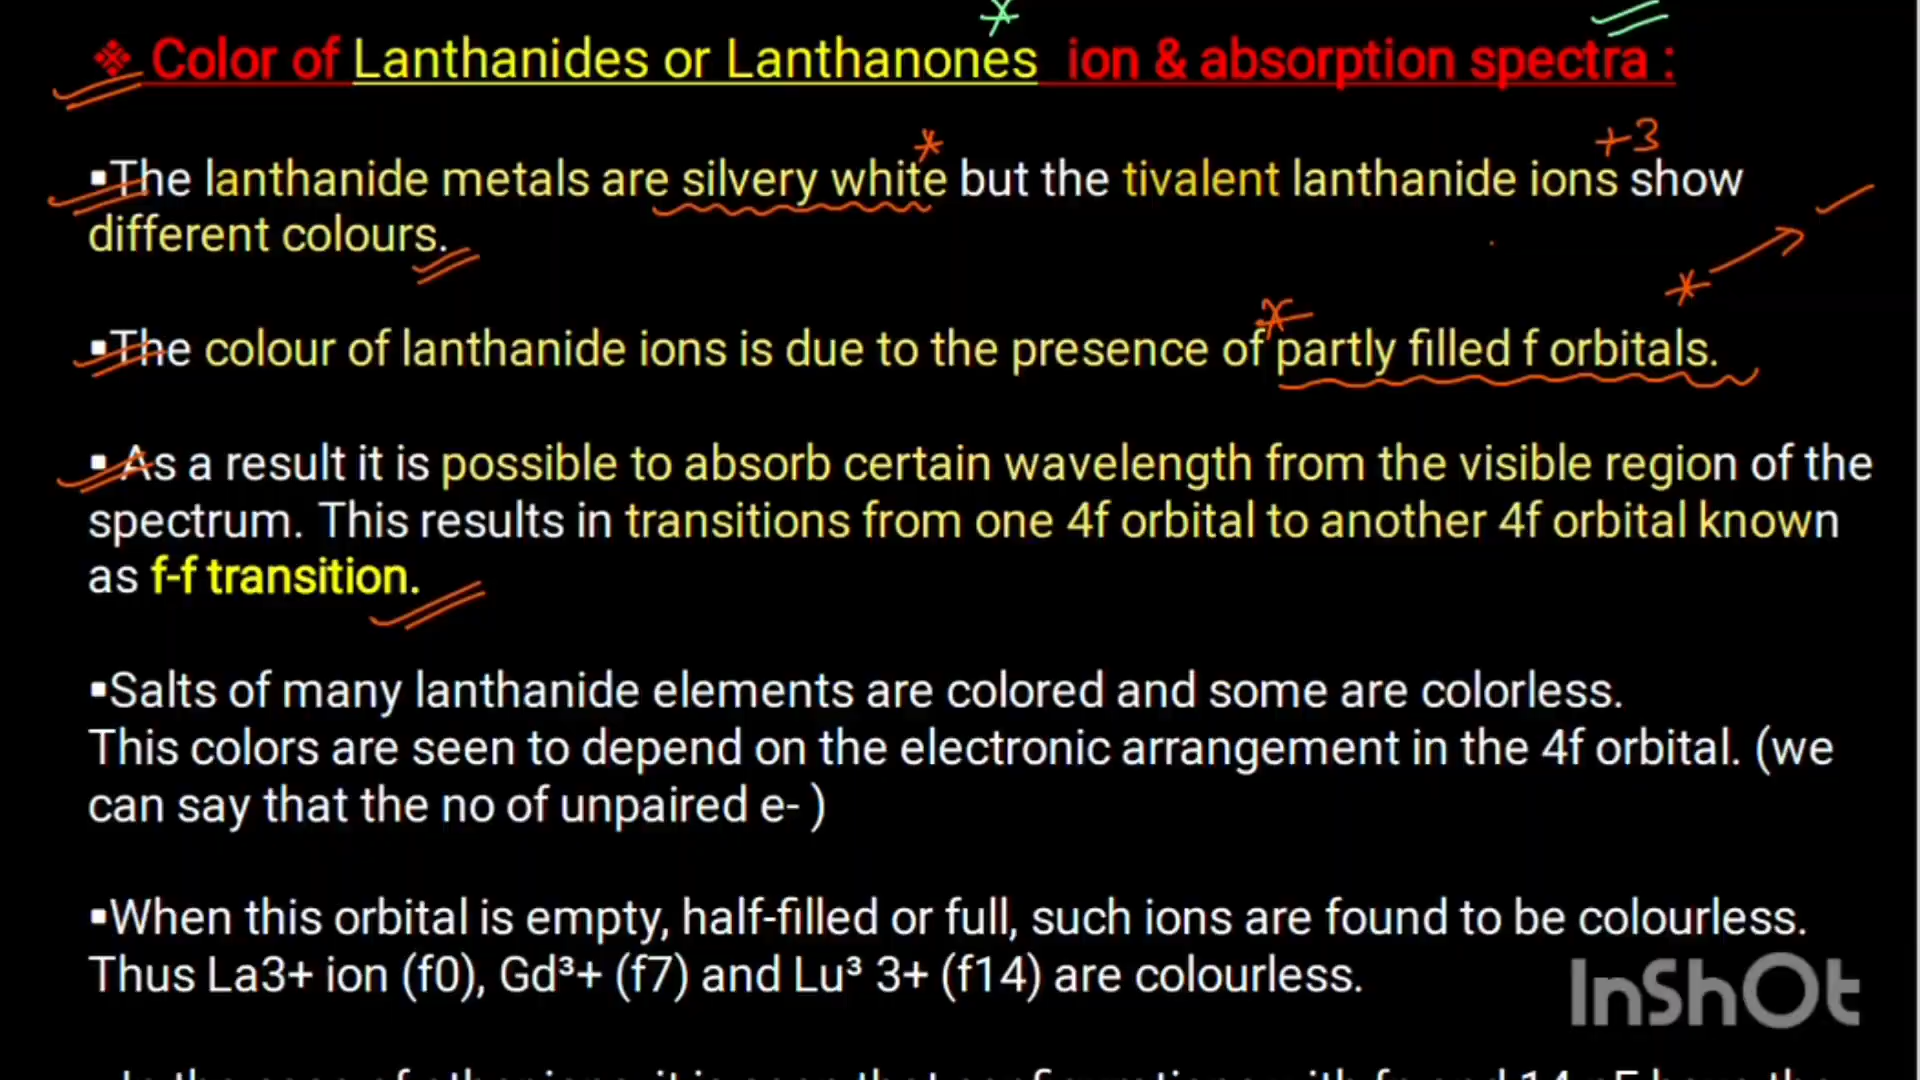 ❖ Color of Lanthanides or Lanthanones ion & absorption spectra :
+3
▪The lanthanide metals are silvery white but the tivalent lanthanide ions show
different colours.
▪The colour of lanthanide ions is due to the presence of partly filled f orbitals.
▪ As a result it is possible to absorb certain wavelength from the visible region of the
spectrum. This results in transitions from one 4f orbital to another 4f orbital known
as f-f transition.
▪Salts of many lanthanide elements are colored and some are colorless.
This colors are seen to depend on the electronic arrangement in the 4f orbital. (we
can say that the no of unpaired e- )
▪When this orbital is empty, half-filled or full, such ions are found to be colourless.
Thus La3+ ion (f0), Gd³+ (f7) and Lu³ 3+ (f14) are colourless.
InShOt